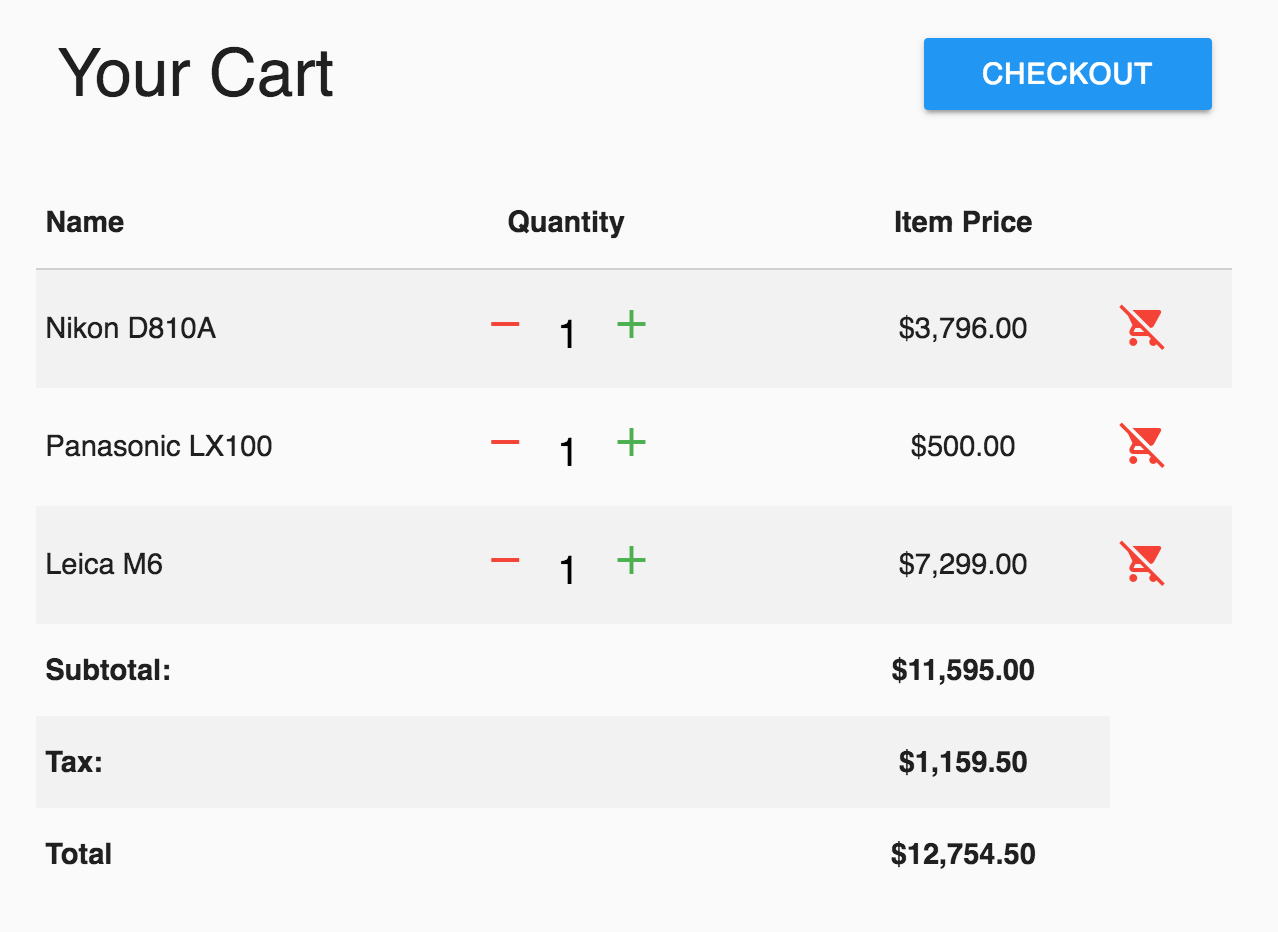 Your Cart CHECKOUT
Name Quantity Item Price
Nikon D810A − 1 + $3,796.00
Panasonic LX100 − 1 + $500.00
Leica M6 − 1 + $7,299.00
Subtotal: $11,595.00
Tax: $1,159.50
Total $12,754.50